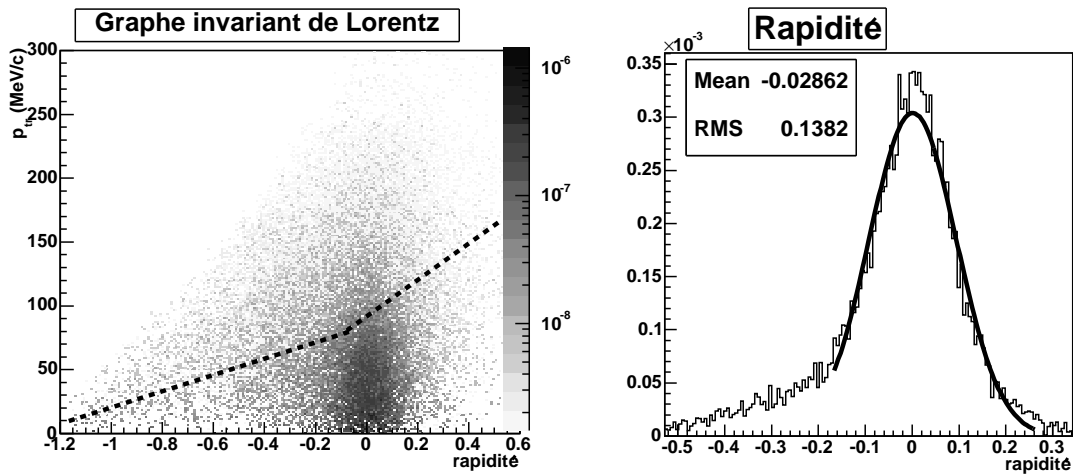 Graphe invariant de Lorentz
p_tr (MeV/c)
300
250
200
150
100
50
0
-1.2 -1 -0.8 -0.6 -0.4 -0.2 0 0.2 0.4 0.6
rapidité
10^-6
10^-7
10^-8
Rapidité
×10^-3
Mean -0.02862
RMS 0.1382
0.35
0.3
0.25
0.2
0.15
0.1
0.05
0
-0.5 -0.4 -0.3 -0.2 -0.1 0 0.1 0.2 0.3
rapidité